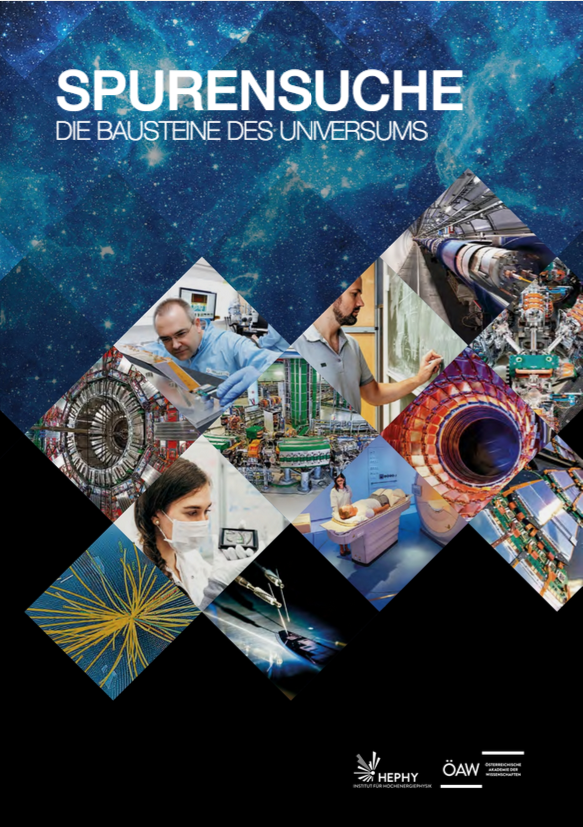 SPURENSUCHE
DIE BAUSTEINE DES UNIVERSUMS
HEPHY
INSTITUT FÜR HOCHENERGIEPHYSIK
ÖAW
ÖSTERREICHISCHE
AKADEMIE DER
WISSENSCHAFTEN